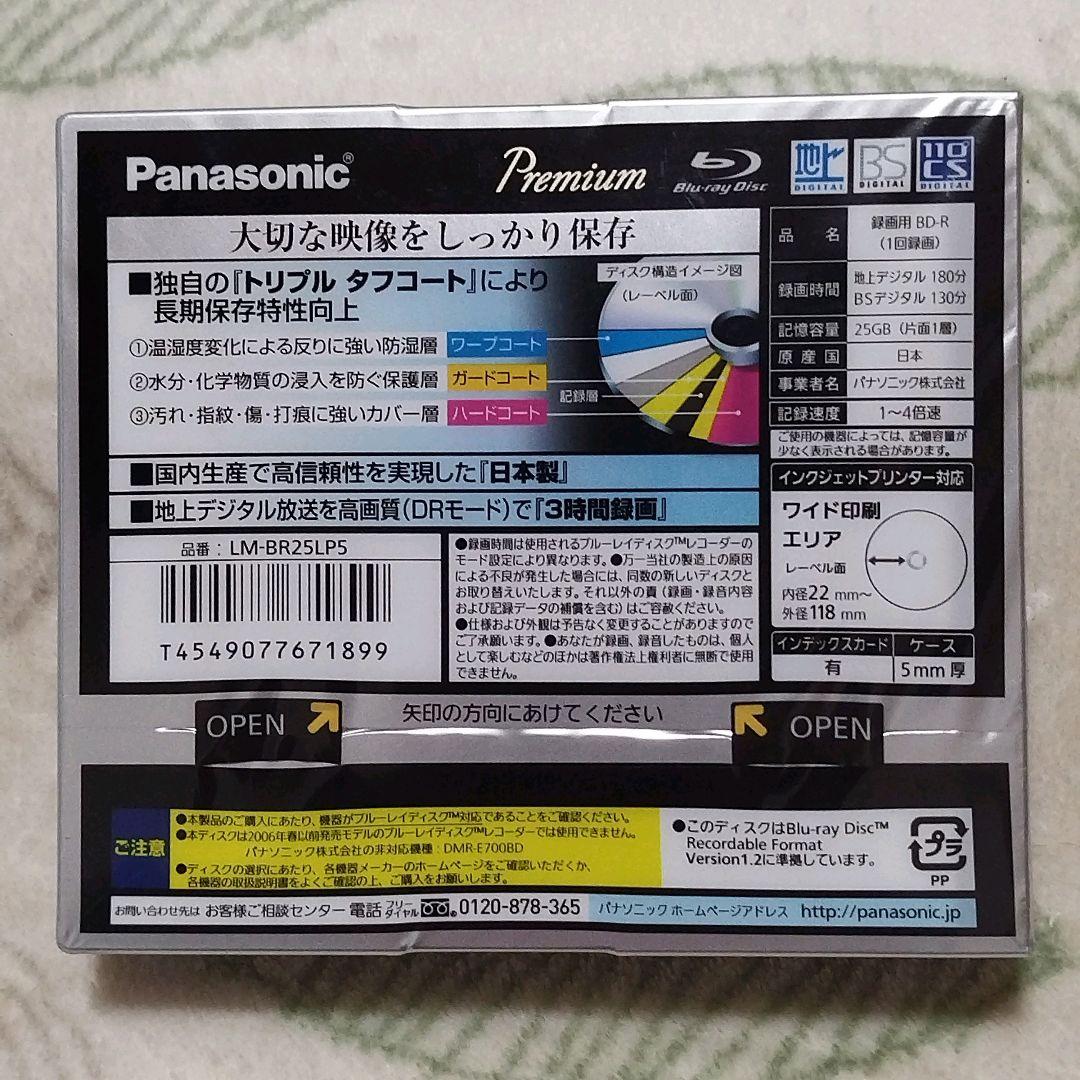 Panasonic®
Premium
Blu-ray Disc
地上
DIGITAL
BS
DIGITAL
110°
CS
DIGITAL
大切な映像をしっかり保存
■独自の『トリプル タフコート』により
長期保存特性向上
①温湿度変化による反りに強い防湿層 ワープコート
②水分・化学物質の浸入を防ぐ保護層 ガードコート
③汚れ・指紋・傷・打痕に強いカバー層 ハードコート
ディスク構造イメージ図
(レーベル面)
記録層
■国内生産で高信頼性を実現した『日本製』
■地上デジタル放送を高画質(DRモード)で『3時間録画』
品名 録画用 BD-R
(1回録画)
録画時間 地上デジタル 180分
BSデジタル 130分
記憶容量 25GB (片面1層)
原産国 日本
事業者名 パナソニック株式会社
記録速度 1〜4倍速
ご使用の機器によっては、記憶容量が
少なく表示される場合があります。
インクジェットプリンター対応
ワイド印刷
エリア
レーベル面
内径22 mm〜
外径118 mm
インデックスカード ケース
有 5mm厚
品番 : LM-BR25LP5
T4549077671899
●録画時間は使用されるブルーレイディスク™レコーダーの
モード設定により異なります。●万一当社の製造上の原因
による不良が発生した場合には、同数の新しいディスクと
お取り替えいたします。それ以外の責(録画・録音内容
および記録データの補償を含む)はご容赦ください。
●仕様および外観は予告なく変更することがありますので
ご了承願います。●あなたが録画、録音したものは、個人
として楽しむなどのほかは著作権法上権利者に無断で使用
できません。
OPEN
矢印の方向にあけてください
OPEN
ご注意
●本製品のご購入にあたり、機器がブルーレイディスク™対応であることをご確認ください。
●本ディスクは2006年春以前発売モデルのブルーレイディスク™レコーダーでは使用できません。
パナソニック株式会社の非対応機種:DMR-E700BD
●ディスクの選択にあたり、各機器メーカーのホームページをご確認いただくか、
各機器の取扱説明書をよくご確認の上、ご購入をお願いします。
●このディスクはBlu-ray Disc™
Recordable Format
Version1.2に準拠しています。
プラ
PP
お問い合わせ先は お客様ご相談センター 電話 フリーダイヤル 0120-878-365
パナソニック ホームページアドレス http://panasonic.jp